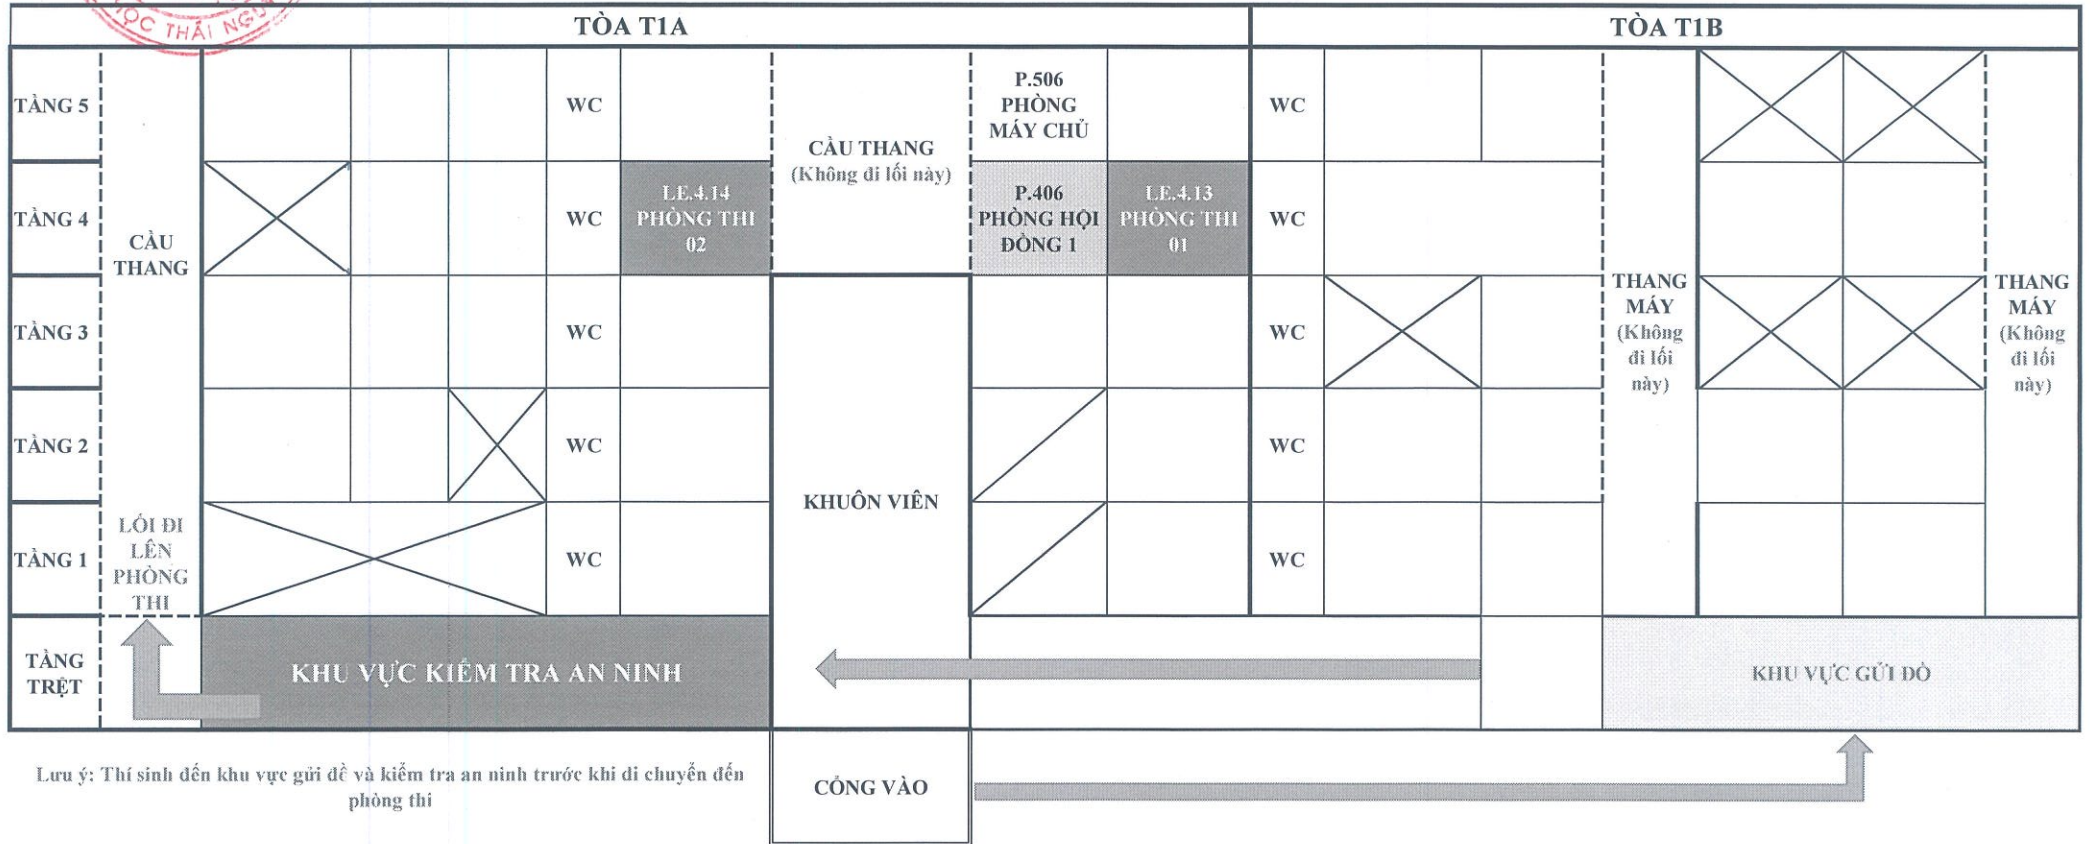 ỌC THÁI NGU
TÒA T1A
TÒA T1B
TẦNG 5
WC
P.506
PHÒNG
MÁY CHỦ
WC
CẦU THANG
(Không đi lối này)
TẦNG 4
WC
LE.4.14
PHÒNG THI
02
P.406
PHÒNG HỘI
ĐỒNG 1
LE.4.13
PHÒNG THI
01
WC
CẦU
THANG
TẦNG 3
WC
WC
THANG
MÁY
(Không
đi lối
này)
THANG
MÁY
(Không
đi lối
này)
TẦNG 2
WC
WC
KHUÔN VIÊN
LỐI ĐI
LÊN
PHÒNG
THI
TẦNG 1
WC
WC
TẦNG
TRỆT
KHU VỰC KIỂM TRA AN NINH
KHU VỰC GỬI ĐỒ
Lưu ý: Thí sinh đến khu vực gửi đề và kiểm tra an ninh trước khi di chuyển đến
phòng thi
CỔNG VÀO